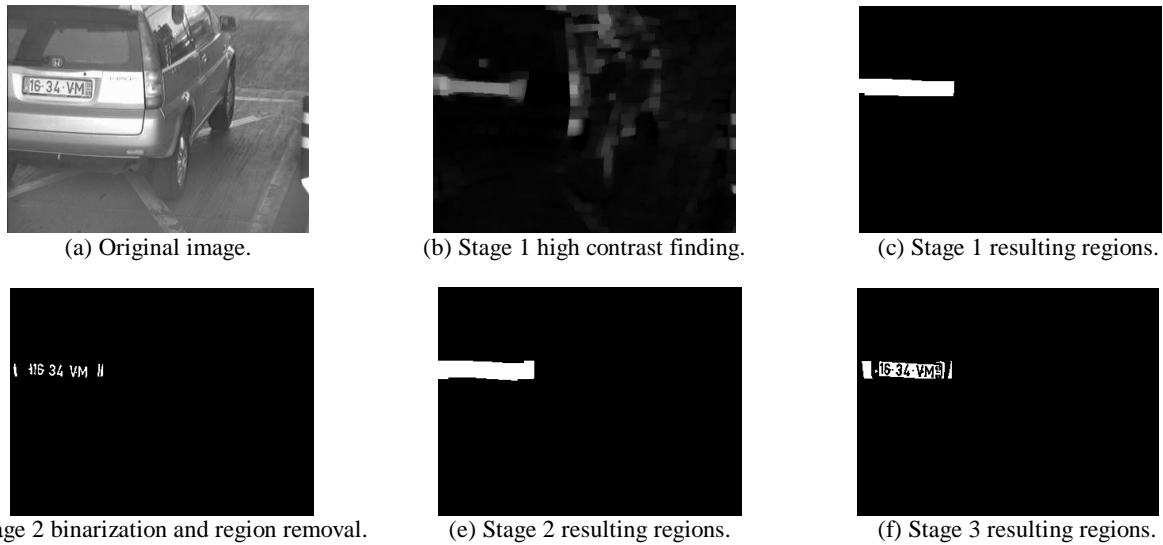 16·34·VM
(a) Original image.
(b) Stage 1 high contrast finding.
(c) Stage 1 resulting regions.
16 34 VM
16·34·VM
age 2 binarization and region removal.
(e) Stage 2 resulting regions.
(f) Stage 3 resulting regions.